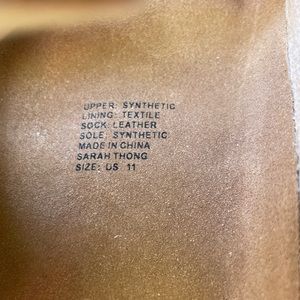 UPPER: SYNTHETIC
LINING: TEXTILE
SOCK: LEATHER
SOLE: SYNTHETIC
MADE IN CHINA
SARAH THONG
SIZE: US 11